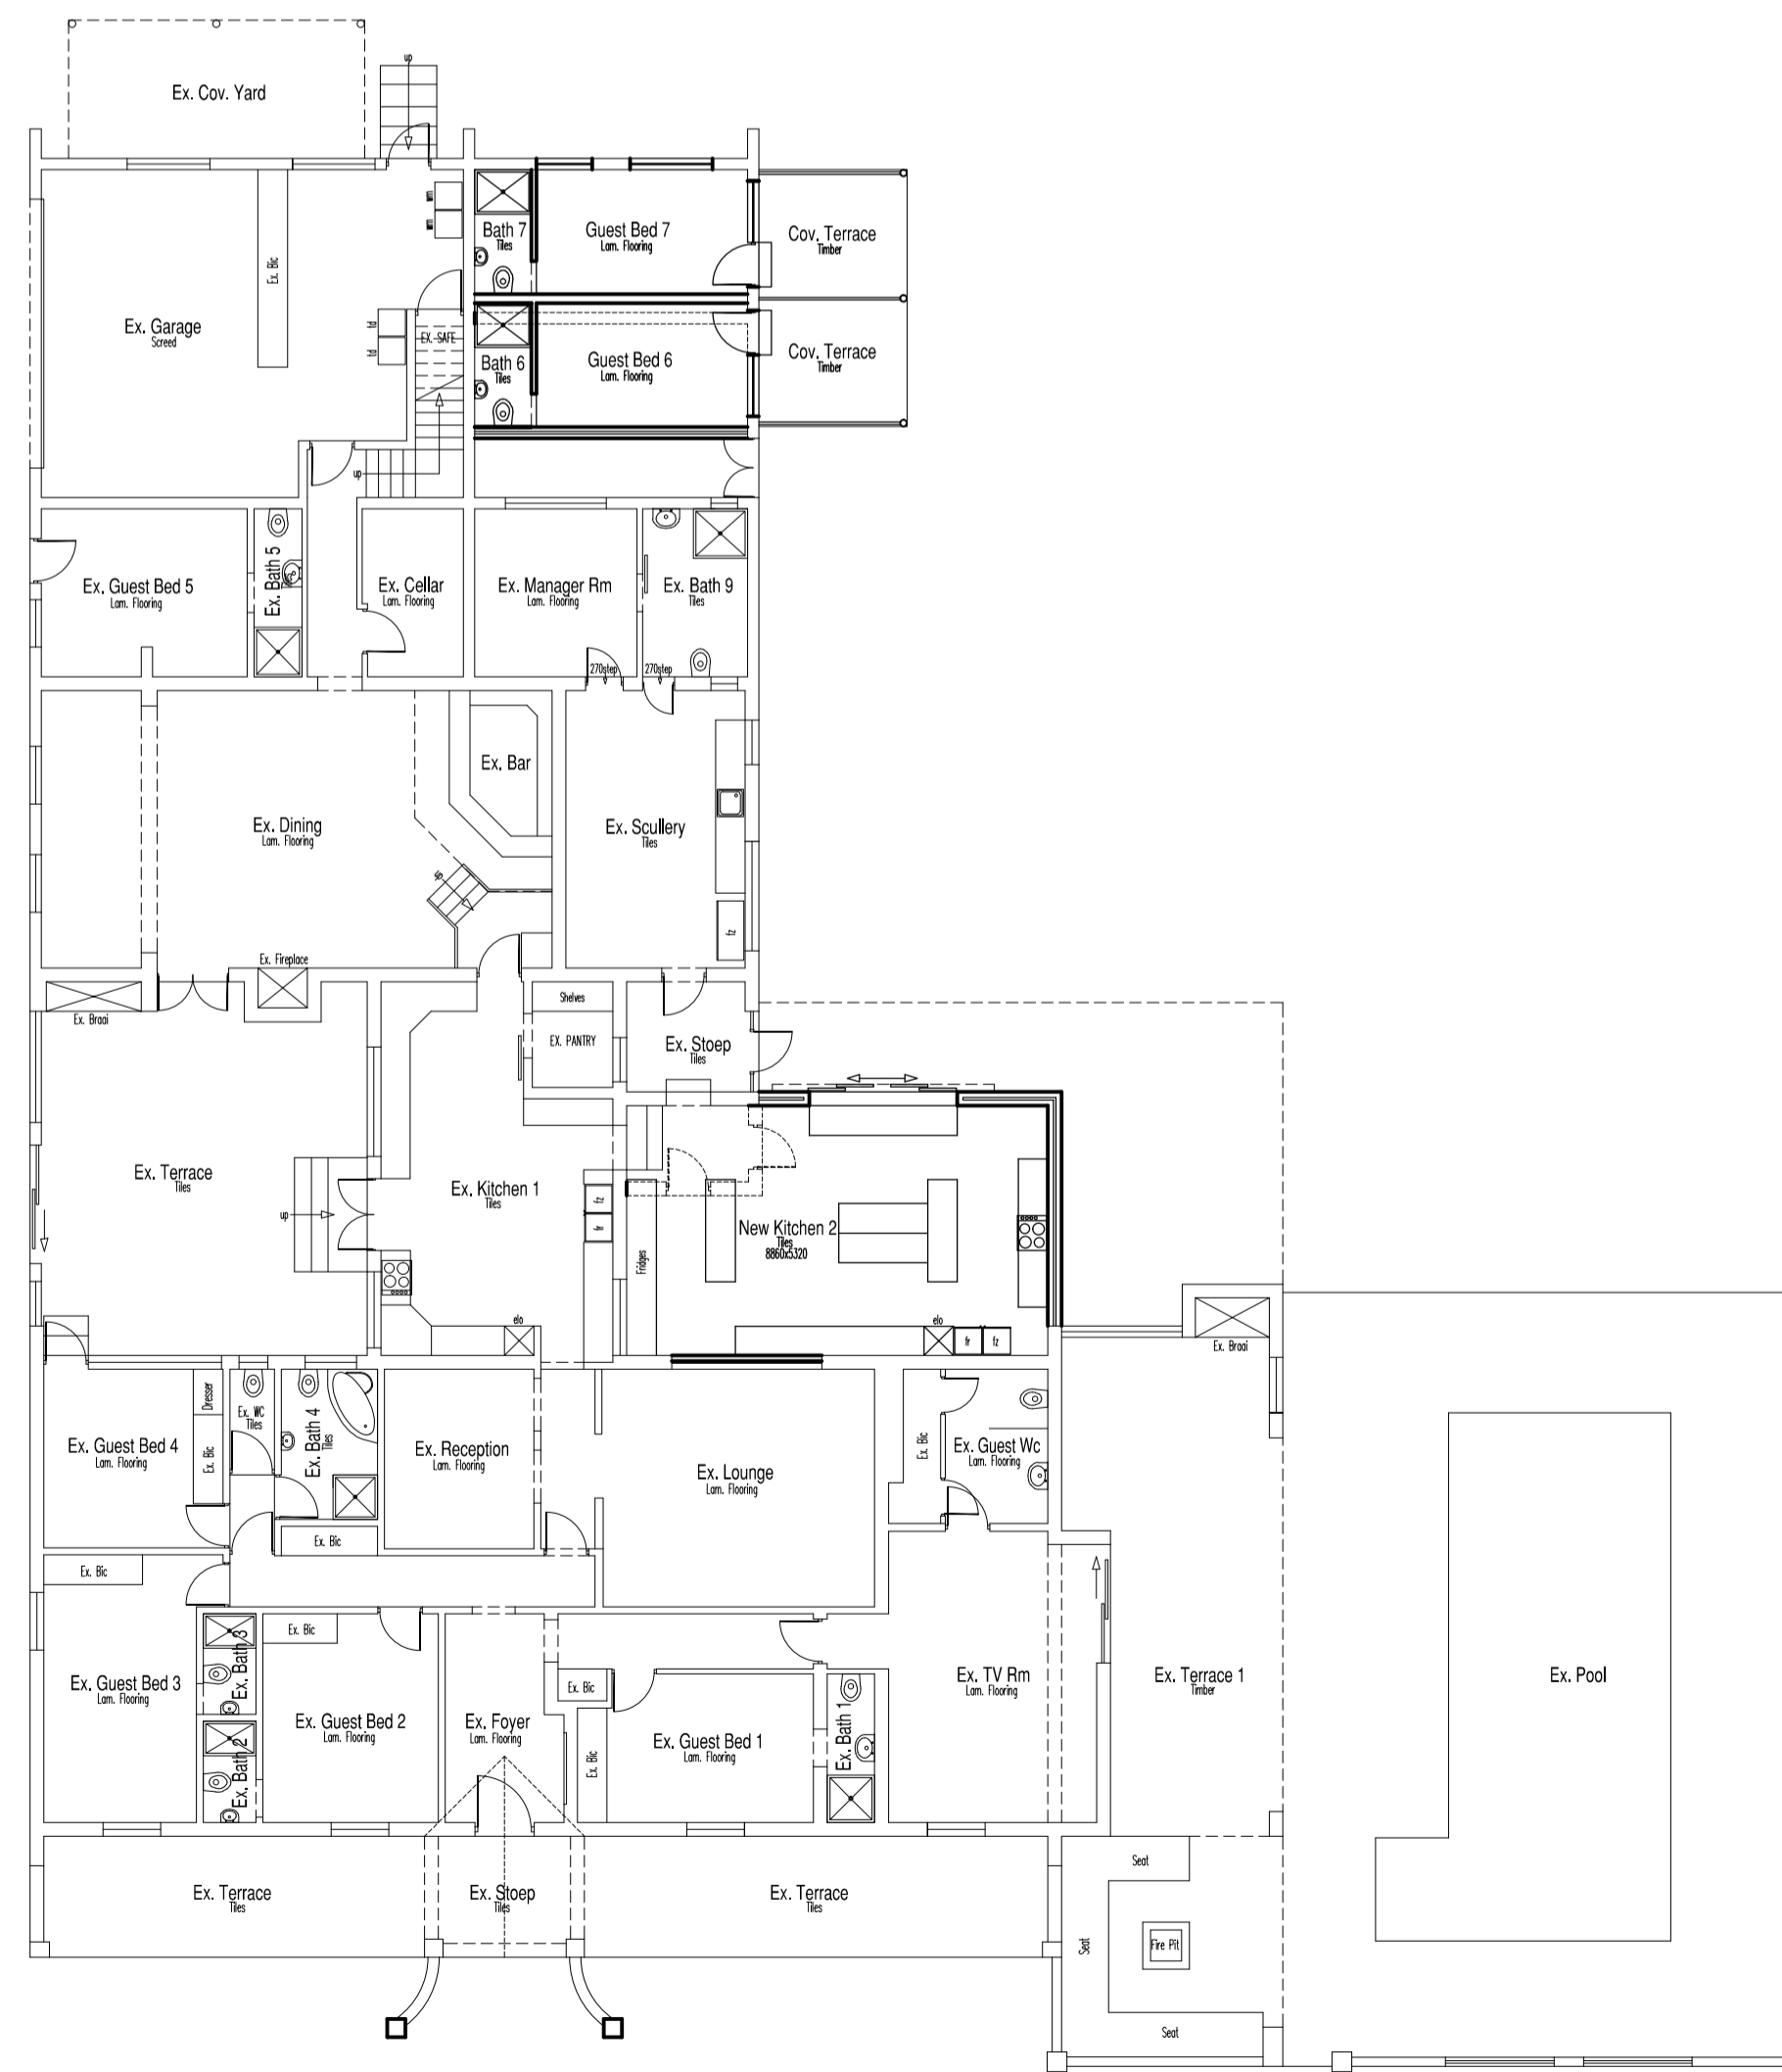 up
Ex. Cov. Yard
wm
wm
Ex. Bic
Bath 7
Tiles
Guest Bed 7
Lam. Flooring
Cov. Terrace
Timber
Ex. Garage
Screed
td
td
EX. SAFE
Bath 6
Tiles
Guest Bed 6
Lam. Flooring
Cov. Terrace
Timber
up
Ex. Guest Bed 5
Lam. Flooring
Ex. Bath 5
Ex. Cellar
Lam. Flooring
Ex. Manager Rm
Lam. Flooring
Ex. Bath 9
Tiles
270step
270step
Ex. Bar
Ex. Dining
Lam. Flooring
Ex. Scullery
Tiles
up
fz
Ex. Fireplace
Ex. Braai
Shelves
EX. PANTRY
Ex. Stoep
Tiles
Ex. Terrace
Tiles
up
Ex. Kitchen 1
Tiles
fz
fr
Fridges
New Kitchen 2
Tiles
8860x5320
elo
elo
fr
fz
Ex. Braai
Dresser
Ex. Bic
Ex. WC
Tiles
Ex. Bath 4
Tiles
Ex. Guest Bed 4
Lam. Flooring
Ex. Reception
Lam. Flooring
Ex. Lounge
Lam. Flooring
Ex. Bic
Ex. Guest Wc
Lam. Flooring
Ex. Bic
Ex. Bic
Ex. Bic
Ex. Bath 3
Ex. Guest Bed 3
Lam. Flooring
Ex. Bath 2
Ex. Guest Bed 2
Lam. Flooring
Ex. Foyer
Lam. Flooring
Ex. Bic
Ex. Bic
Ex. Guest Bed 1
Lam. Flooring
Ex. Bath 1
Ex. TV Rm
Lam. Flooring
Ex. Terrace 1
Timber
Ex. Pool
Ex. Terrace
Tiles
Ex. Stoep
Tiles
Ex. Terrace
Tiles
Seat
Seat
Fire Pit
Seat